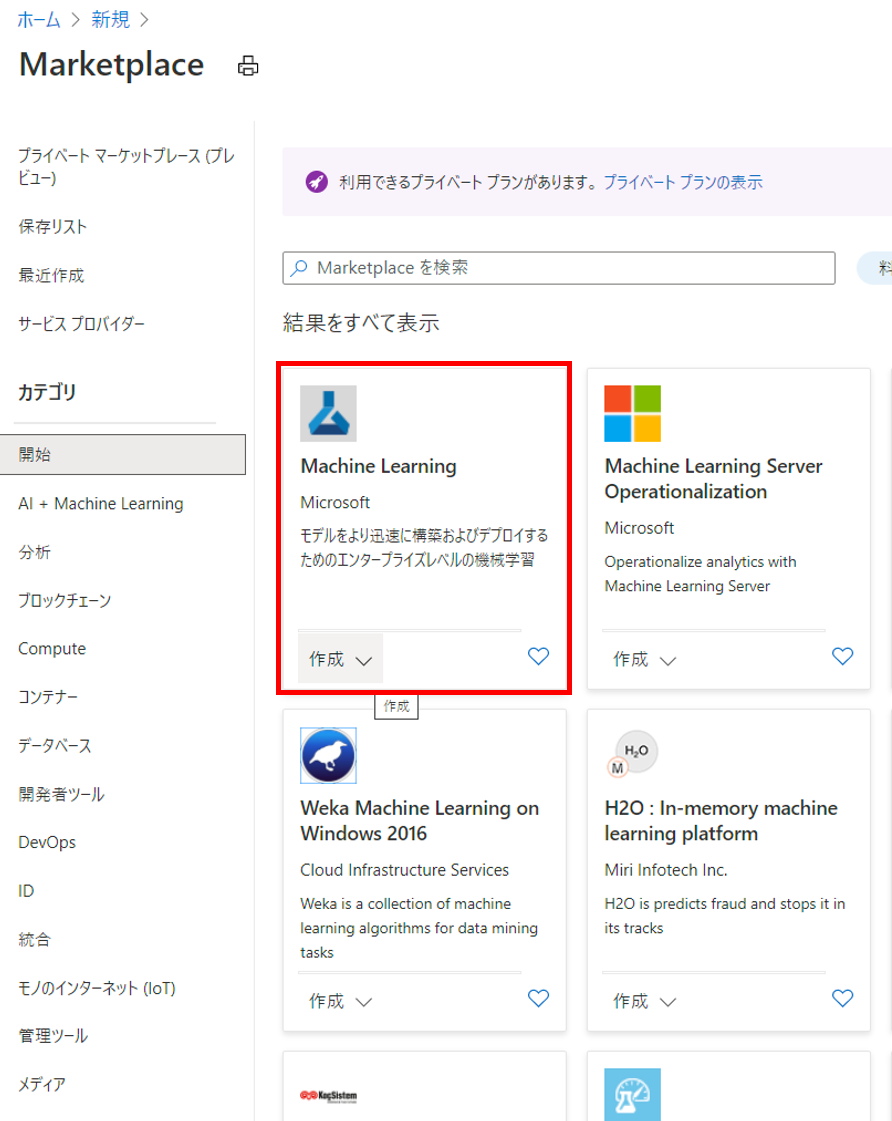 ホーム > 新規 >
Marketplace
プライベート マーケットプレース (プレ
ビュー)
保存リスト
最近作成
サービス プロバイダー
カテゴリ
開始
AI + Machine Learning
分析
ブロックチェーン
Compute
コンテナー
データベース
開発者ツール
DevOps
ID
統合
モノのインターネット (IoT)
管理ツール
メディア
利用できるプライベート プランがあります。プライベート プランの表示
Marketplace を検索
料
結果をすべて表示
Machine Learning
Microsoft
モデルをより迅速に構築およびデプロイする
ためのエンタープライズレベルの機械学習
作成
作成
Machine Learning Server
Operationalization
Microsoft
Operationalize analytics with
Machine Learning Server
作成
Weka Machine Learning on
Windows 2016
Cloud Infrastructure Services
Weka is a collection of machine
learning algorithms for data mining
tasks
作成
H2O
M
H2O : In-memory machine
learning platform
Miri Infotech Inc.
H2O is predicts fraud and stops it in
its tracks
作成
KoçSistem